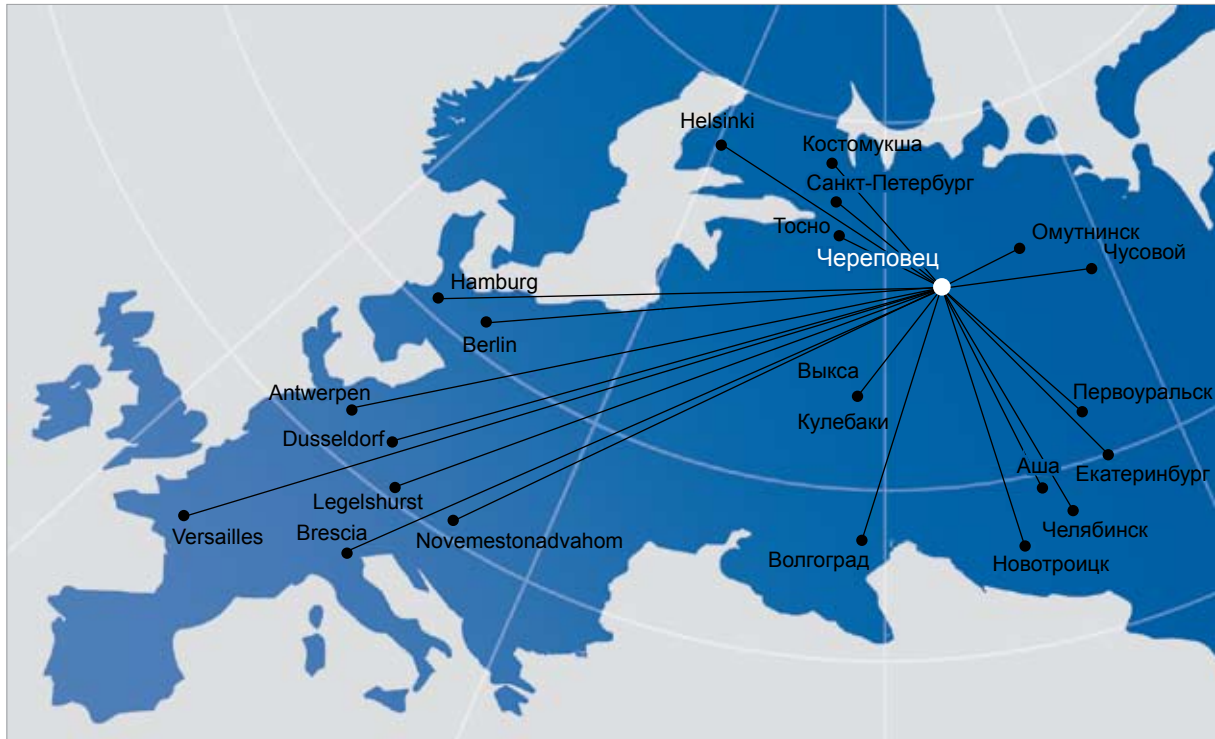 Helsinki
Костомукша
Санкт-Петербург
Тосно
Омутнинск
Череповец
Чусовой
Hamburg
Berlin
Выкса
Antwerpen
Первоуральск
Кулебаки
Dusseldorf
Аша
Екатеринбург
Legelshurst
Челябинск
Versailles
Brescia
Novemestonadvahom
Волгоград
Новотроицк